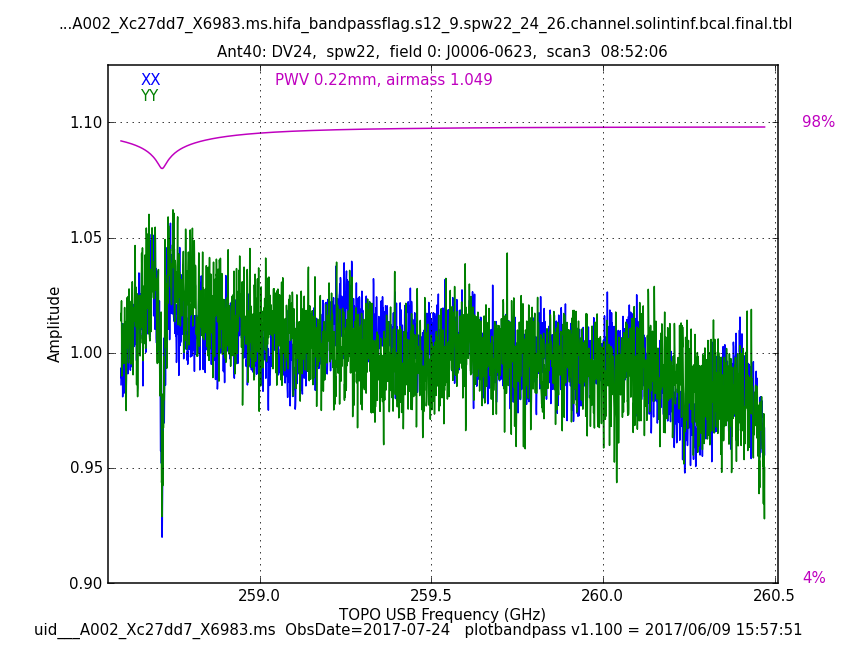 ...A002_Xc27dd7_X6983.ms.hifa_bandpassflag.s12_9.spw22_24_26.channel.solintinf.bcal.final.tbl
Ant40: DV24, spw22, field 0: J0006-0623, scan3 08:52:06
XX
PWV 0.22mm, airmass 1.049
YY
98%
1.10
1.05
1.00
0.95
0.90
Amplitude
4%
259.0 259.5 260.0 260.5
TOPO USB Frequency (GHz)
uid___A002_Xc27dd7_X6983.ms ObsDate=2017-07-24 plotbandpass v1.100 = 2017/06/09 15:57:51